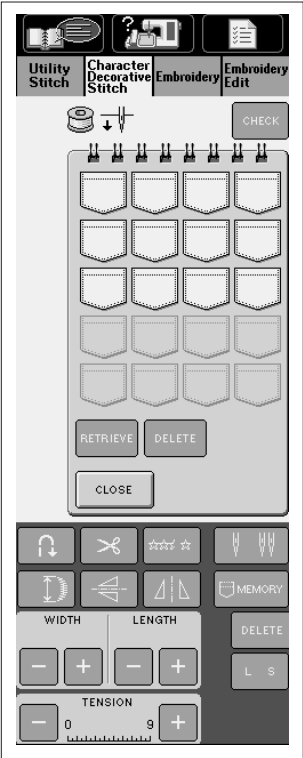 ?
Utility
Stitch
Character
Decorative
Stitch
Embroidery
Embroidery
Edit
CHECK
RETRIEVE
DELETE
CLOSE
MEMORY
WIDTH
LENGTH
DELETE
− + − +
L S
TENSION
− 0 9 +